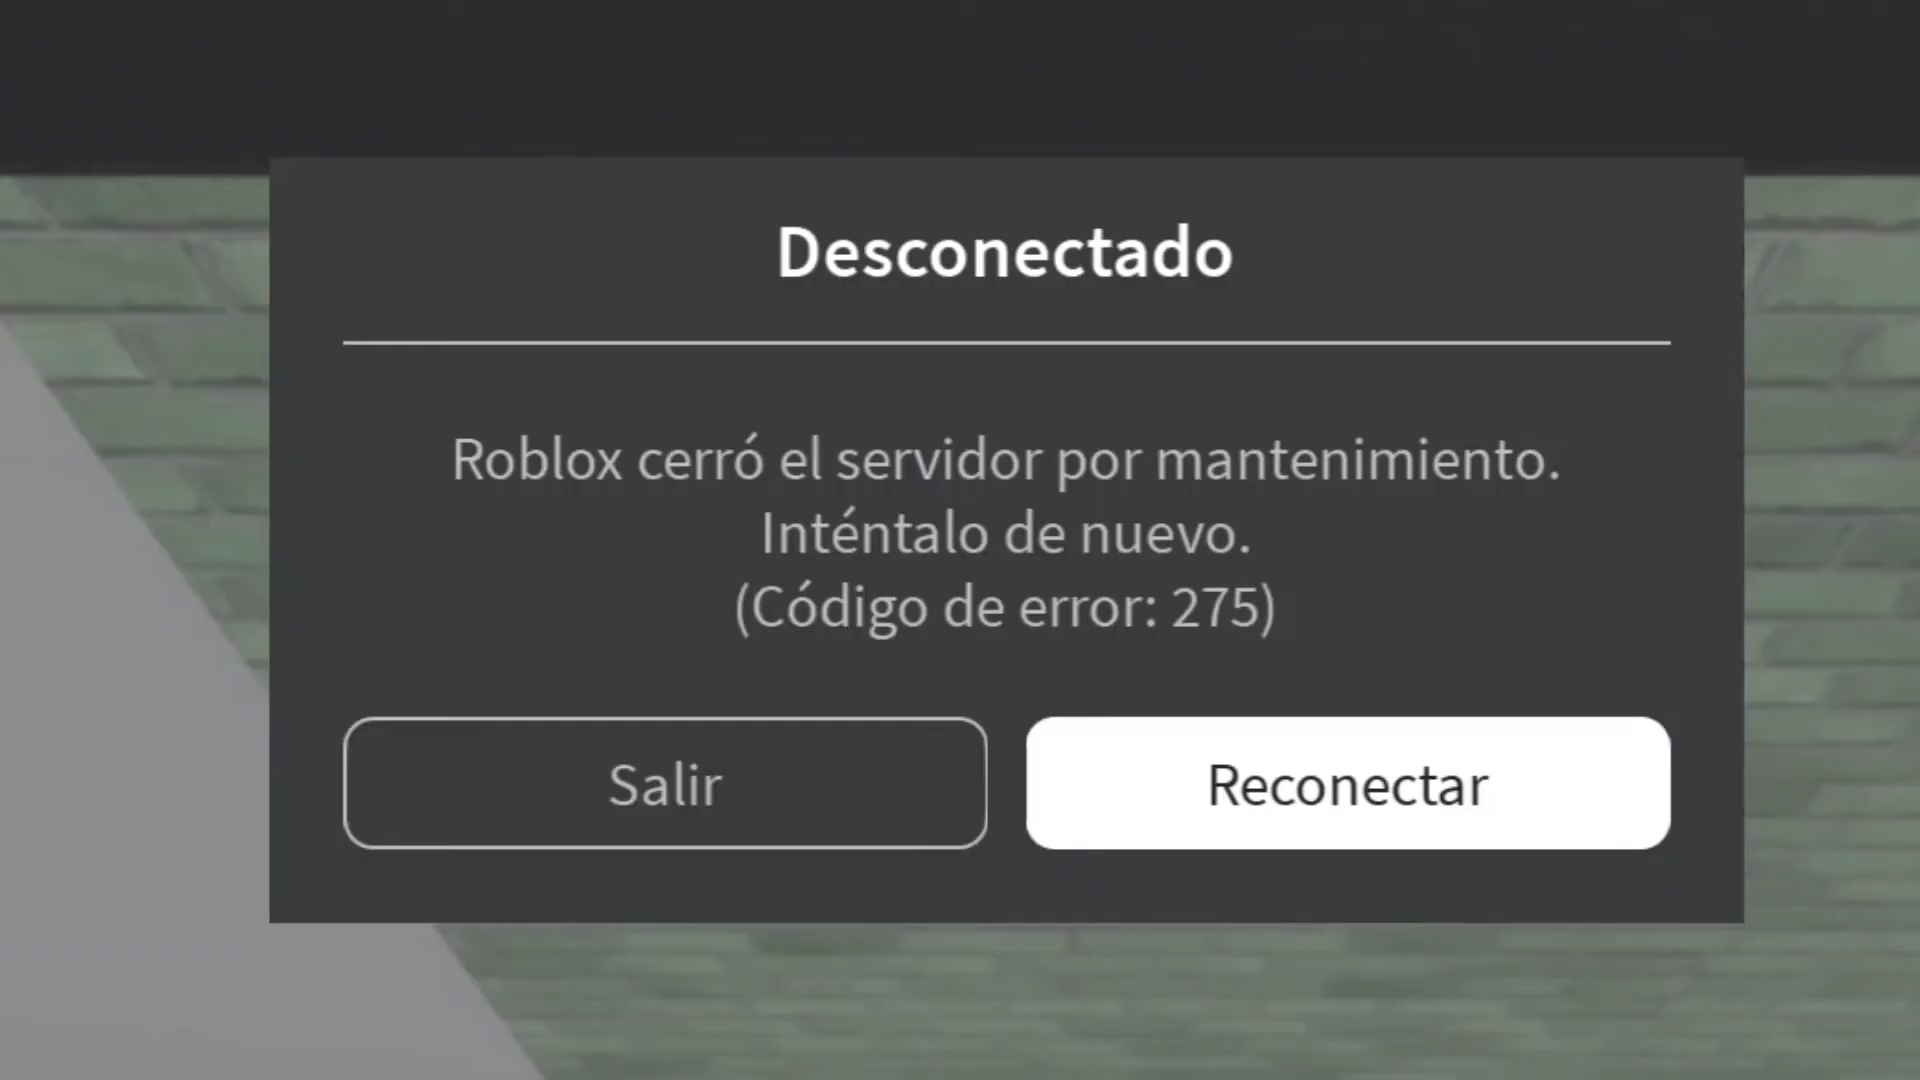 Desconectado
Roblox cerró el servidor por mantenimiento.
Inténtalo de nuevo.
(Código de error: 275)
Salir
Reconectar